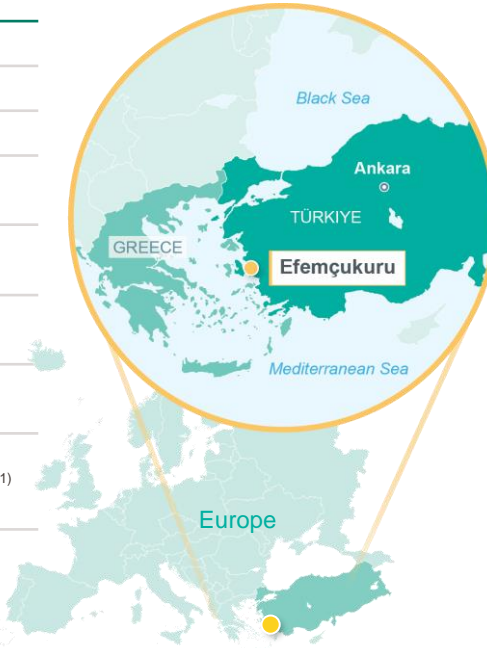 Black Sea
Ankara
TÜRKIYE
GREECE
Efemçukuru
Mediterranean Sea
1)
Europe